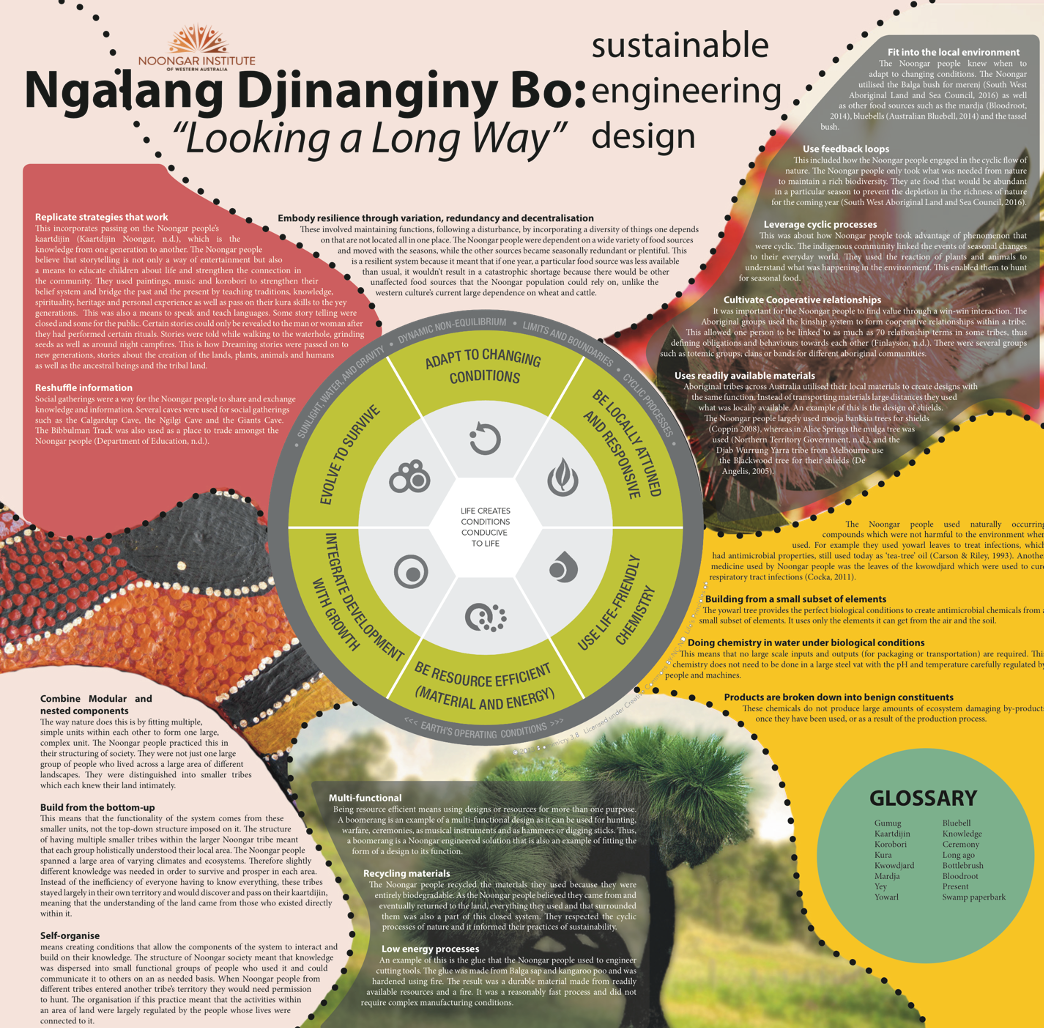 NOONGAR INSTITUTE
OF WESTERN AUSTRALIA
Ngaɫang Djinanginy Bo:
“Looking a Long Way”
sustainable
engineering
design
Replicate strategies that work
This incorporates passing on the Noongar people's
kaartdijin (Kaartdijin Noongar, n.d.), which is the
knowledge from one generation to another. The Noongar people
believe that storytelling is not only a way of entertainment but also
a means to educate children about life and strengthen the connection in
the community. They used paintings, music and korobori to strengthen their
belief system and bridge the past and the present by teaching traditions, knowledge,
spirituality, heritage and personal experience as well as pass on their kura skills to the yey
generations. This was also a means to speak and teach languages. Some story telling were
closed and some for the public. Certain stories could only be revealed to the man or woman after
they had performed certain rituals. Stories were told while walking to the waterhole, grinding
seeds as well as around night campfires. This is how Dreaming stories were passed on to
new generations, stories about the creation of the lands, plants, animals and humans
as well as the ancestral beings and the tribal land.
Reshuffle information
Social gatherings were a way for the Noongar people to share and exchange
knowledge and information. Several caves were used for social gatherings
such as the Calgardup Cave, the Ngilgi Cave and the Giants Cave.
The Bibbulman Track was also used as a place to trade amongst the
Noongar people (Department of Education, n.d.).
Embody resilience through variation, redundancy and decentralisation
These involved maintaining functions, following a disturbance, by incorporating a diversity of things one depends
on that are not located all in one place. The Noongar people were dependent on a wide variety of food sources
and moved with the seasons, while the other sources became seasonally redundant or plentiful. This
is a resilient system because it meant that if one year, a particular food source was less available
than usual, it wouldn't result in a catastrophic shortage because there would be other
unaffected food sources that the Noongar population could rely on, unlike the
western culture's current large dependence on wheat and cattle.
Fit into the local environment
The Noongar people knew when to
adapt to changing conditions. The Noongar
utilised the Balga bush for merenj (South West
Aboriginal Land and Sea Council, 2016) as well
as other food sources such as the mardja (Bloodroot,
2014), bluebells (Australian Bluebell, 2014) and the tassel
bush.
Use feedback loops
This included how the Noongar people engaged in the cyclic flow of
nature. The Noongar people only took what was needed from nature
to maintain a rich biodiversity. They ate food that would be abundant
in a particular season to prevent the depletion in the richness of nature
for the coming year (South West Aboriginal Land and Sea Council, 2016).
Leverage cyclic processes
This was about how Noongar people took advantage of phenomenon that
were cyclic. The indigenous community linked the events of seasonal changes
to their everyday world. They used the reaction of plants and animals to
understand what was happening in the environment. This enabled them to hunt
for seasonal food.
Cultivate Cooperative relationships
It was important for the Noongar people to find value through a win-win interaction. The
Aboriginal groups used the kinship system to form cooperative relationships within a tribe.
This allowed one person to be linked to as much as 70 relationship terms in some tribes, thus
defining obligations and behaviours towards each other (Finlayson, n.d.). There were several groups
such as totemic groups, clans or bands for different aboriginal communities.
Uses readily available materials
Aboriginal tribes across Australia utilised their local materials to create designs with
the same function. Instead of transporting materials large distances they used
what was locally available. An example of this is the design of shields.
The Noongar people largely used mooja banksia trees for shields
(Coppin 2008), whereas in Alice Springs the mulga tree was
used (Northern Territory Government, n.d.), and the
Djab Wurrung Yarra tribe from Melbourne use
the Blackwood tree for their shields (De
Angelis, 2005).
SUNLIGHT, WATER, AND GRAVITY • DYNAMIC NON-EQUILIBRIUM • LIMITS AND BOUNDARIES • CYCLIC PROCESSES •
ADAPT TO CHANGING
CONDITIONS
BE LOCALLY ATTUNED
AND RESPONSIVE
USE LIFE-FRIENDLY
CHEMISTRY
BE RESOURCE EFFICIENT
(MATERIAL AND ENERGY)
INTEGRATE DEVELOPMENT
WITH GROWTH
EVOLVE TO SURVIVE
LIFE CREATES
CONDITIONS
CONDUCIVE
TO LIFE
<<< EARTH'S OPERATING CONDITIONS >>>
The Noongar people used naturally occurring
compounds which were not harmful to the environment when
used. For example they used yowarl leaves to treat infections, which
had antimicrobial properties, still used today as 'tea-tree' oil (Carson & Riley, 1993). Another
medicine used by Noongar people was the leaves of the kwowdjard which were used to cure
respiratory tract infections (Cocka, 2011).
Building from a small subset of elements
The yowarl tree provides the perfect biological conditions to create antimicrobial chemicals from a
small subset of elements. It uses only the elements it can get from the air and the soil.
Doing chemistry in water under biological conditions
This means that no large scale inputs and outputs (for packaging or transportation) are required. This
chemistry does not need to be done in a large steel vat with the pH and temperature carefully regulated by
people and machines.
Products are broken down into benign constituents
These chemicals do not produce large amounts of ecosystem damaging by-products
once they have been used, or as a result of the production process.
Combine Modular and
nested components
The way nature does this is by fitting multiple,
simple units within each other to form one large,
complex unit. The Noongar people practiced this in
their structuring of society. They were not just one large
group of people who lived across a large area of different
landscapes. They were distinguished into smaller tribes
which each knew their land intimately.
Build from the bottom-up
This means that the functionality of the system comes from these
smaller units, not the top-down structure imposed on it. The structure
of having multiple smaller tribes within the larger Noongar tribe meant
that each group holistically understood their local area. The Noongar people
spanned a large area of varying climates and ecosystems. Therefore slightly
different knowledge was needed in order to survive and prosper in each area.
Instead of the inefficiency of everyone having to know everything, these tribes
stayed largely in their own territory and would discover and pass on their kaartdijin,
meaning that the understanding of the land came from those who existed directly
within it.
Self-organise
means creating conditions that allow the components of the system to interact and
build on their knowledge. The structure of Noongar society meant that knowledge
was dispersed into small functional groups of people who used it and could
communicate it to others on an as needed basis. When Noongar people from
different tribes entered another tribe's territory they would need permission
to hunt. The organisation if this practice meant that the activities within
an area of land were largely regulated by the people whose lives were
connected to it.
Multi-functional
Being resource efficient means using designs or resources for more than one purpose.
A boomerang is an example of a multi-functional design as it can be used for hunting,
warfare, ceremonies, as musical instruments and as hammers or digging sticks. Thus,
a boomerang is a Noongar engineered solution that is also an example of fitting the
form of a design to its function.
Recycling materials
The Noongar people recycled the materials they used because they were
entirely biodegradable. As the Noongar people believed they came from and
eventually returned to the land, everything they used and that surrounded
them was also a part of this closed system. They respected the cyclic
processes of nature and it informed their practices of sustainability.
Low energy processes
An example of this is the glue that the Noongar people used to engineer
cutting tools. The glue was made from Balga sap and kangaroo poo and was
hardened using fire. The result was a durable material made from readily
available resources and a fire. It was a reasonably fast process and did not
require complex manufacturing conditions.
GLOSSARY
Gumug Bluebell
Kaartdijin Knowledge
Korobori Ceremony
Kura Long ago
Kwowdjard Bottlebrush
Mardja Bloodroot
Yey Present
Yowarl Swamp paperbark